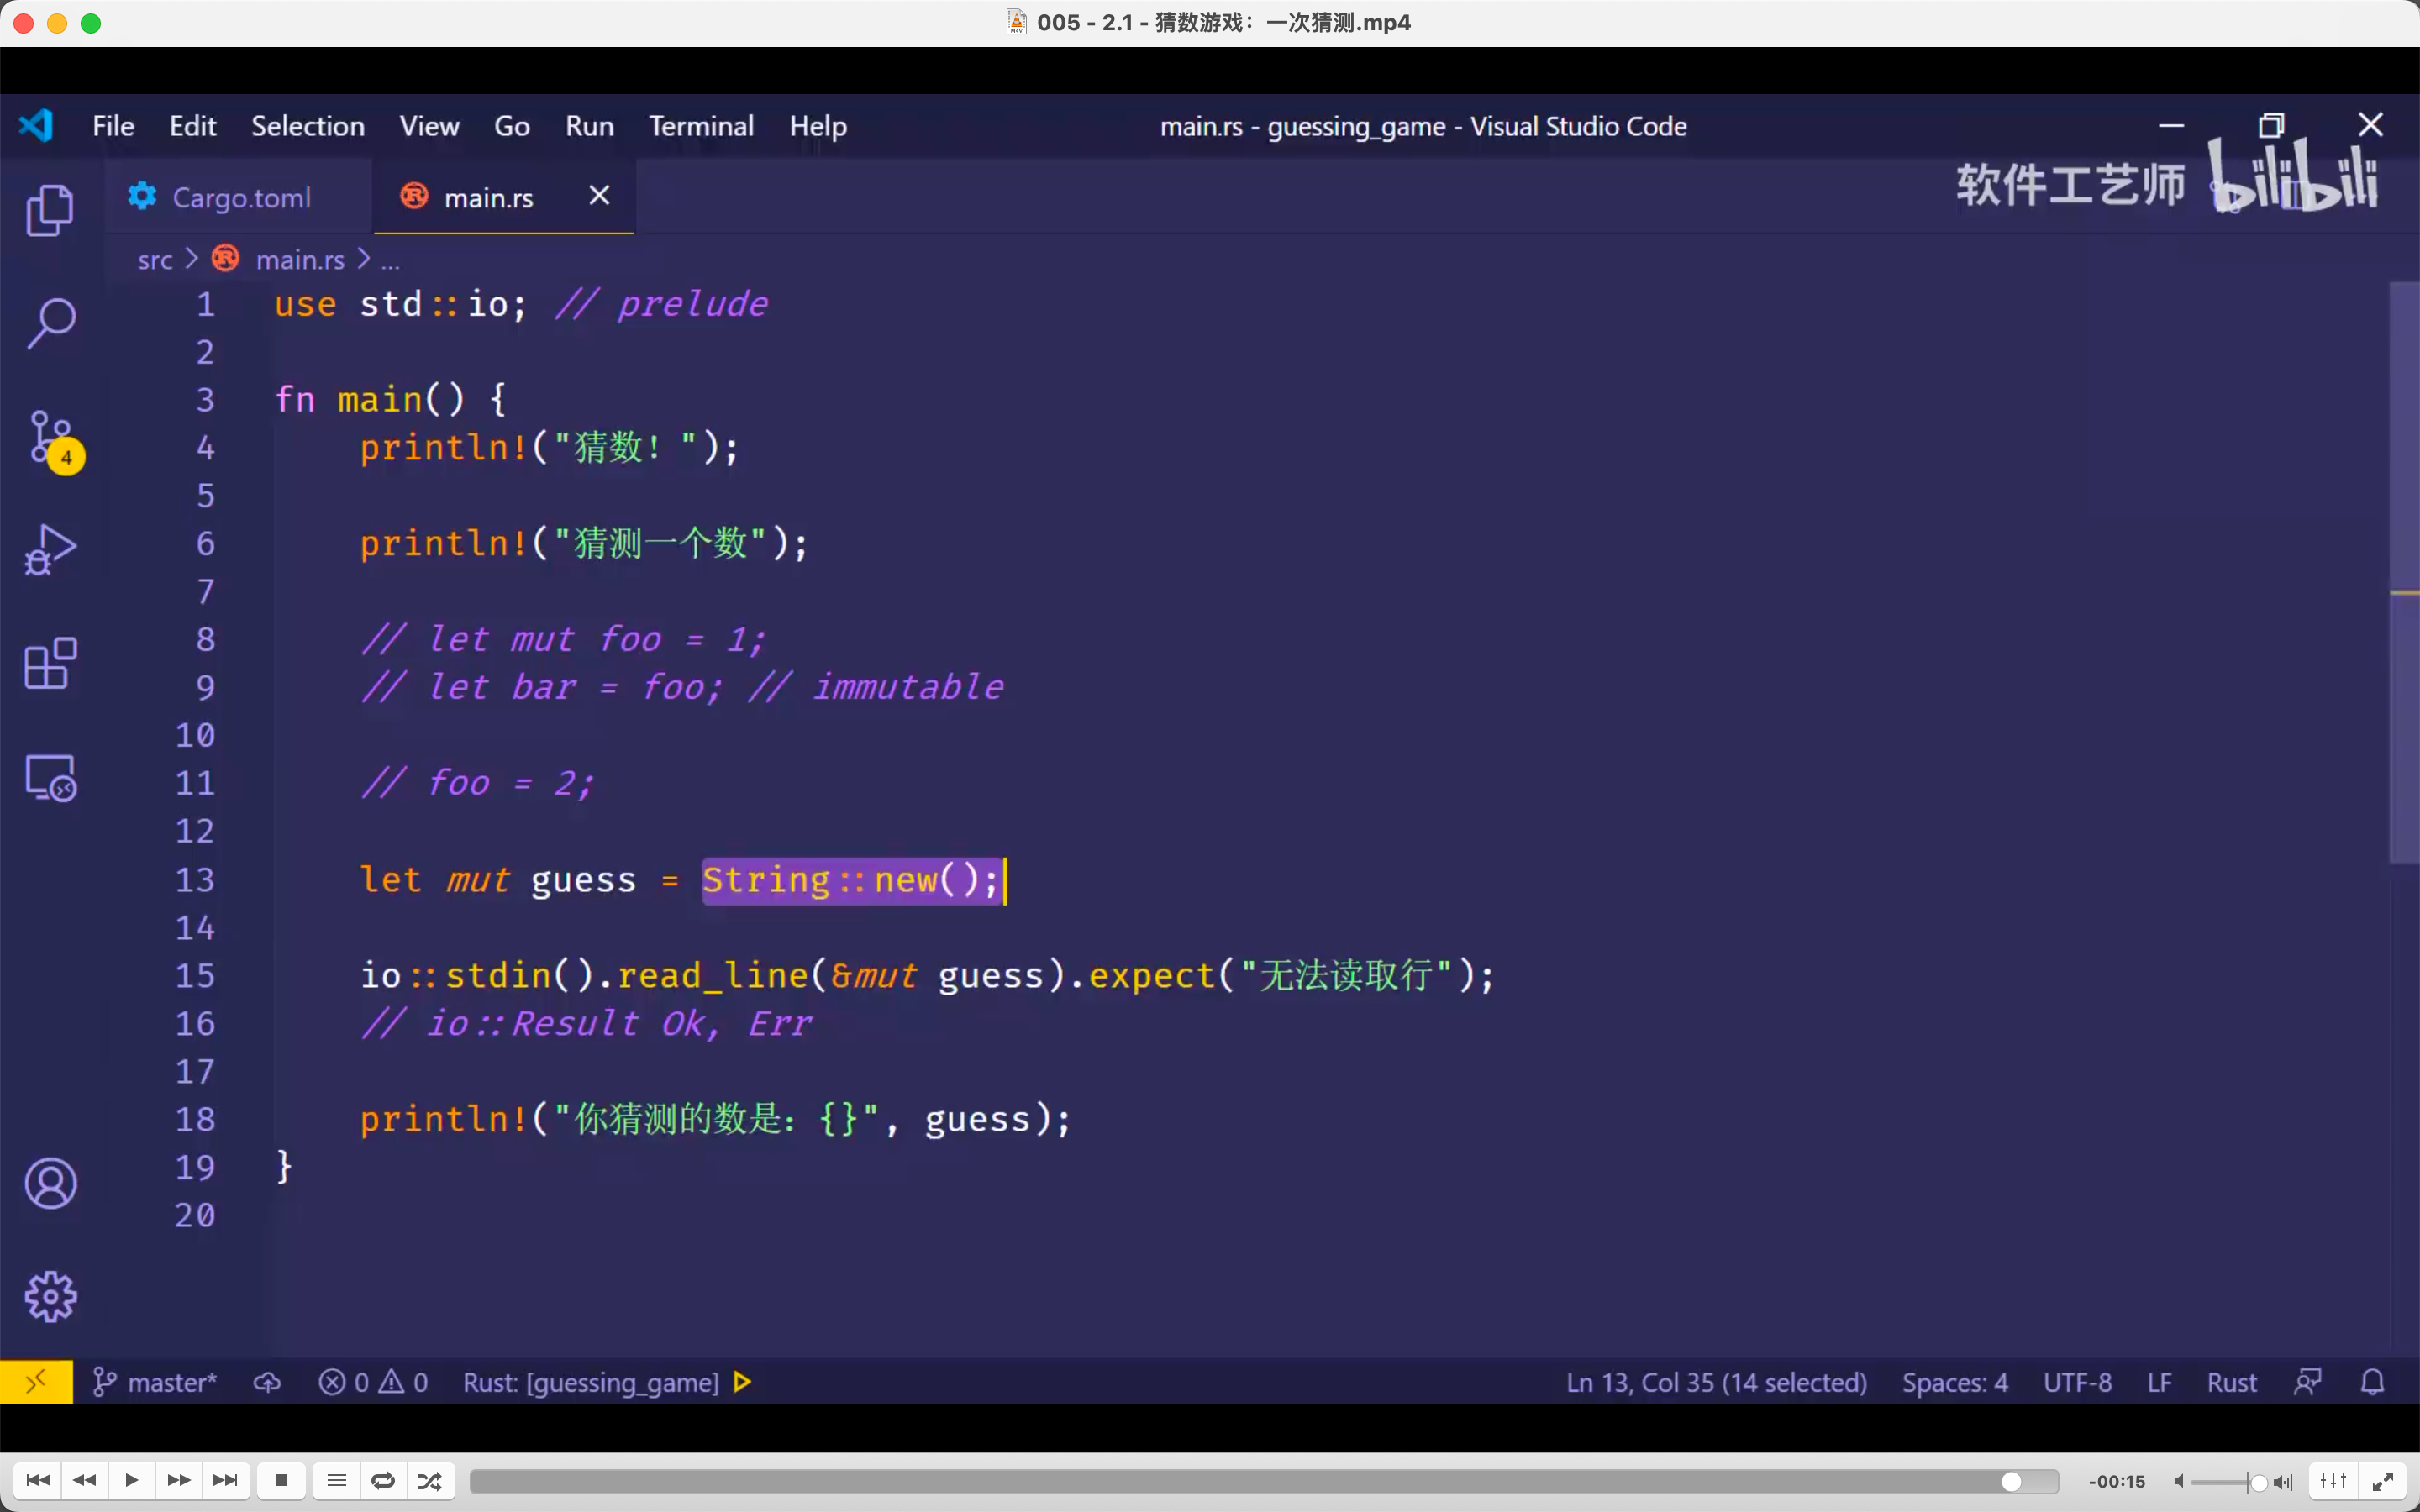 005 - 2.1 - 猜数游戏：一次猜测.mp4
File Edit Selection View Go Run Terminal Help main.rs - guessing_game - Visual Studio Code
软件工艺师 bilibili
Cargo.toml main.rs
src > main.rs > ...
1 use std::io; // prelude
2
3 fn main() {
4 println!("猜数！");
5
6 println!("猜测一个数");
7
8 // let mut foo = 1;
9 // let bar = foo; // immutable
10
11 // foo = 2;
12
13 let mut guess = String::new();
14
15 io::stdin().read_line(&mut guess).expect("无法读取行");
16 // io::Result Ok, Err
17
18 println!("你猜测的数是：{}", guess);
19 }
20
4
master* 0 0 Rust: [guessing_game] Ln 13, Col 35 (14 selected) Spaces: 4 UTF-8 LF Rust
-00:15